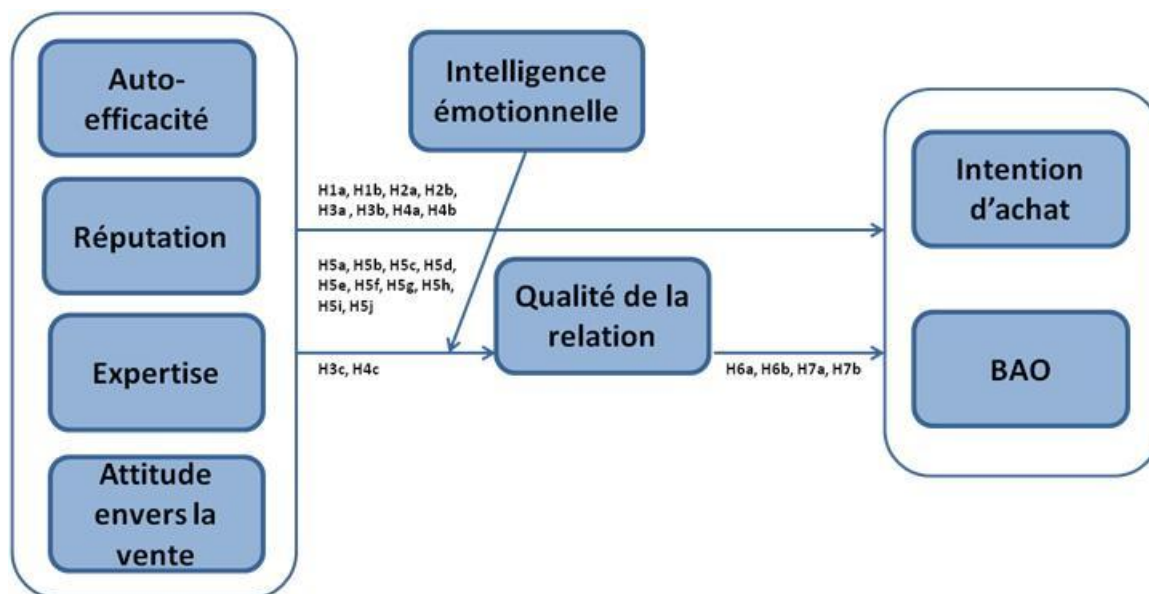 Auto-
efficacité
Réputation
Expertise
Attitude
envers la
vente
Intelligence
émotionnelle
H1a, H1b, H2a, H2b,
H3a , H3b, H4a, H4b
H5a, H5b, H5c, H5d,
H5e, H5f, H5g, H5h,
H5i, H5j
H3c, H4c
Qualité de la
relation
H6a, H6b, H7a, H7b
Intention
d’achat
BAO